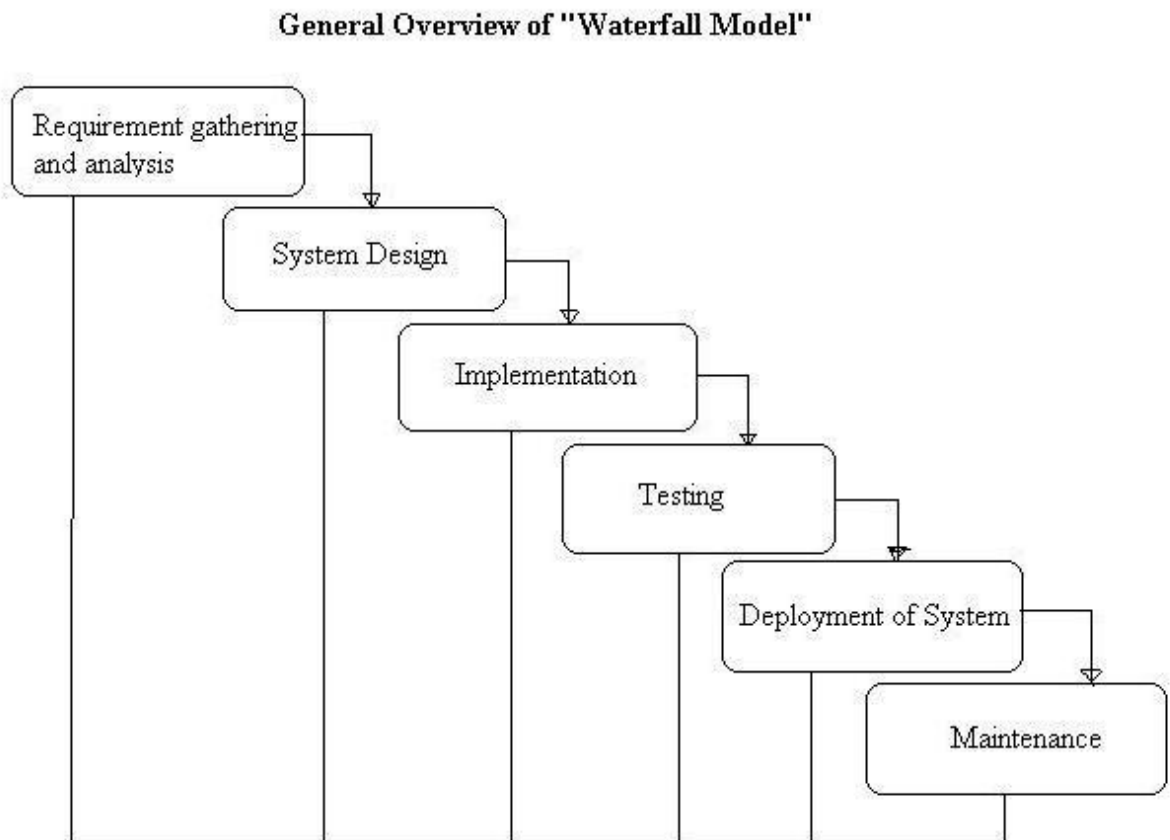 General Overview of "Waterfall Model"
Requirement gathering
and analysis
System Design
Implementation
Testing
Deployment of System
Maintenance